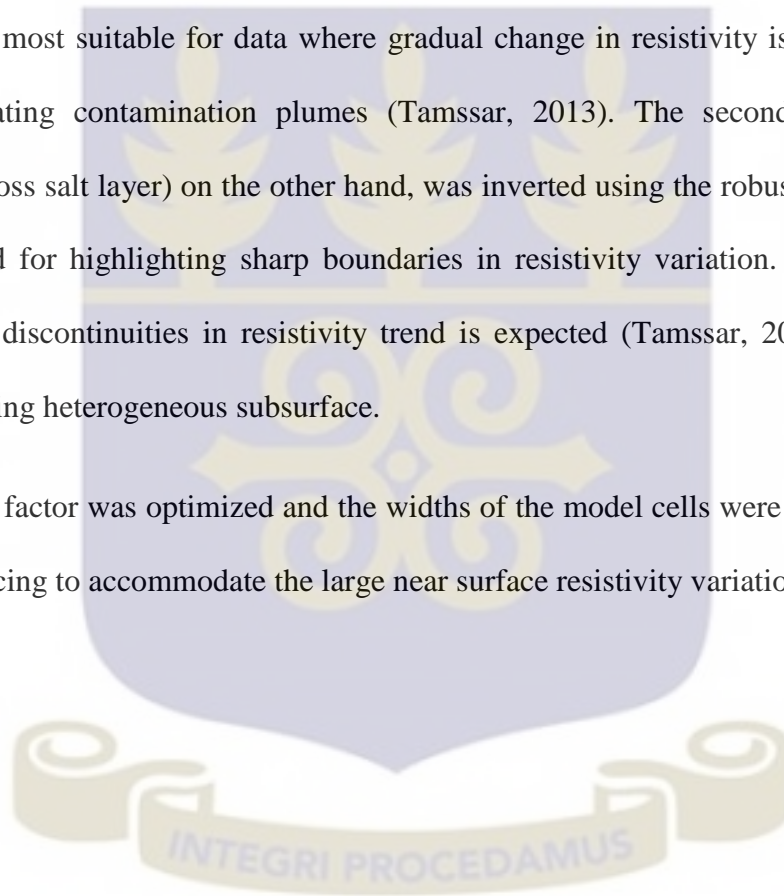 most suitable for data where gradual change in resistivity is
ating contamination plumes (Tamssar, 2013). The second
oss salt layer) on the other hand, was inverted using the robus
d for highlighting sharp boundaries in resistivity variation.
discontinuities in resistivity trend is expected (Tamssar, 20
ing heterogeneous subsurface.
factor was optimized and the widths of the model cells were
cing to accommodate the large near surface resistivity variatio
INTEGRI PROCEDAMUS